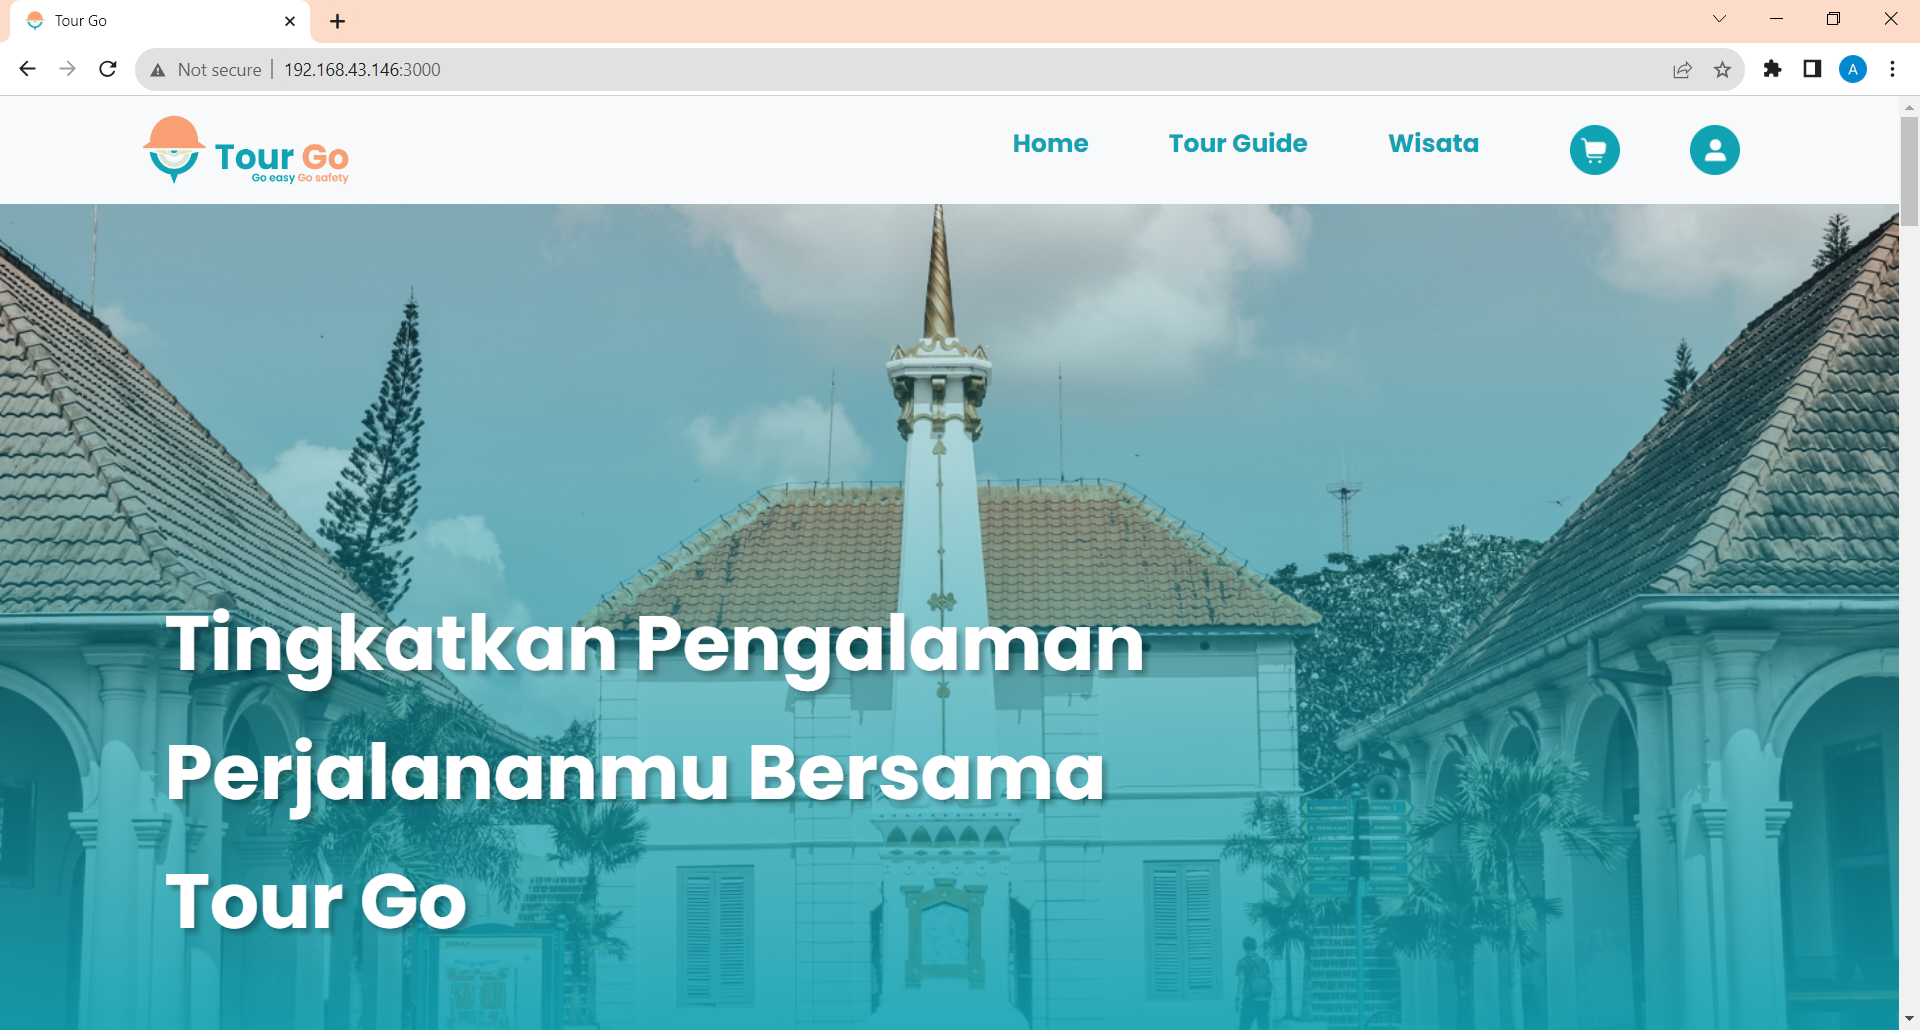 Tour Go
Not secure
192.168.43.146:3000
A
Tour Go
Go easy Go safety
Home
Tour Guide
Wisata
Tingkatkan Pengalaman
Perjalananmu Bersama
Tour Go